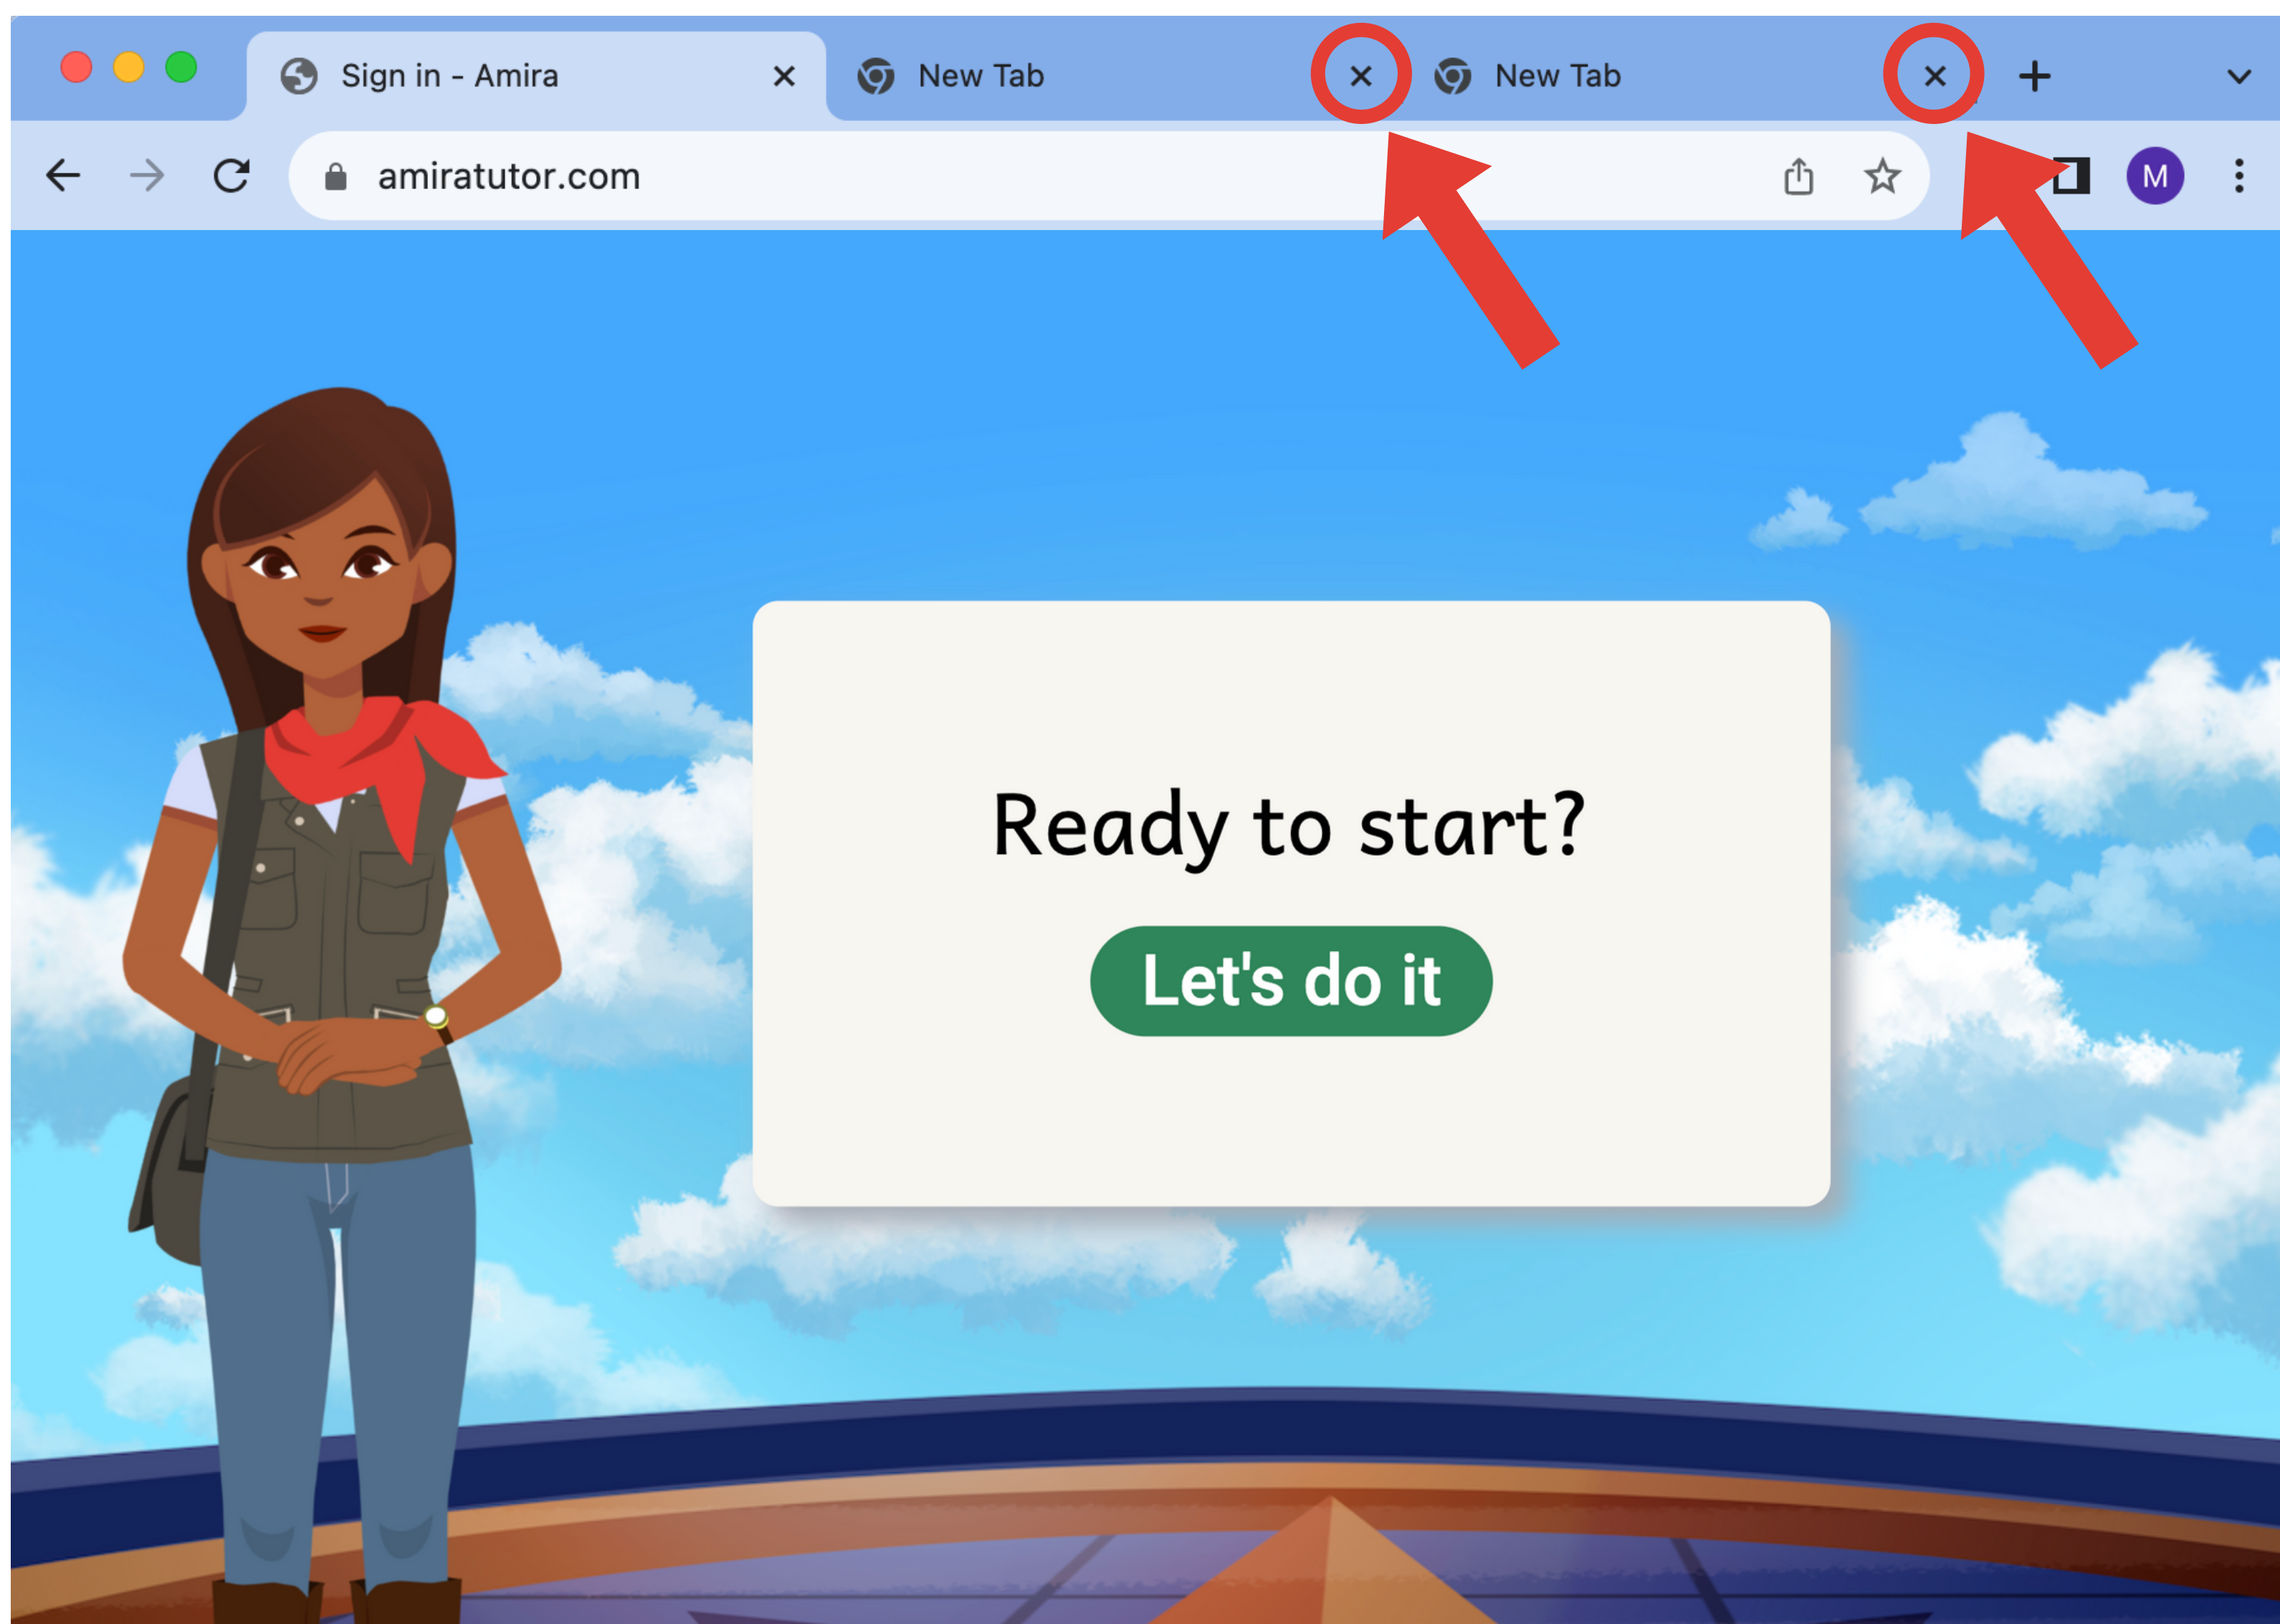 Sign in - Amira
New Tab
New Tab
amiratutor.com
M
Ready to start?
Let's do it